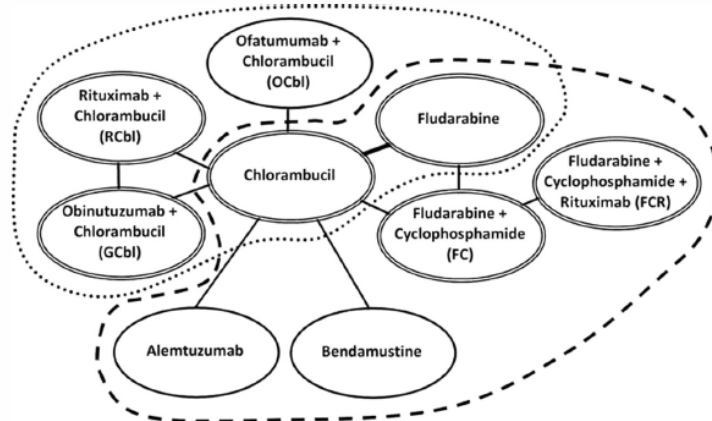 Ofatumumab +
Chlorambucil
(OCbl)
Rituximab +
Chlorambucil
(RCbl)
Fludarabine
Chlorambucil
Fludarabine +
Cyclophosphamide +
Rituximab (FCR)
Obinutuzumab +
Chlorambucil
(GCbl)
Fludarabine +
Cyclophosphamide
(FC)
Alemtuzumab
Bendamustine